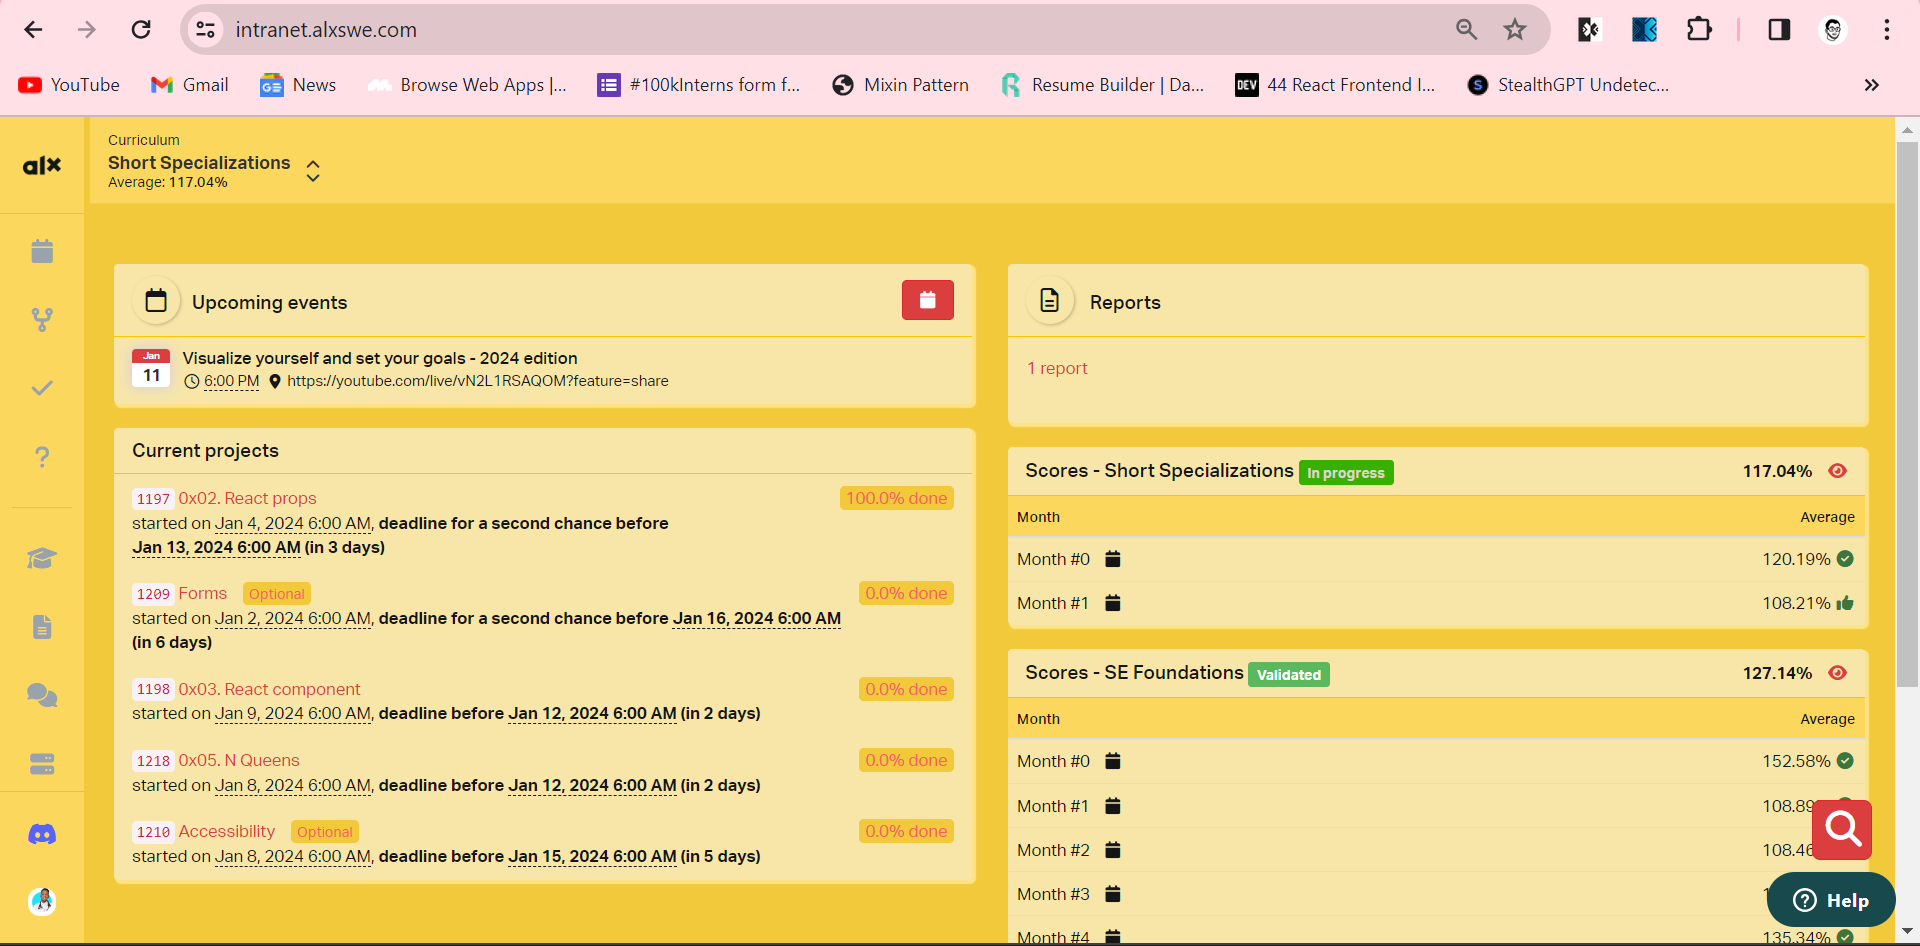 intranet.alxswe.com
YouTube
Gmail
News
Browse Web Apps |...
#100kInterns form f...
Mixin Pattern
Resume Builder | Da...
DEV
44 React Frontend I...
S
StealthGPT Undetec...
alx
Curriculum
Short Specializations
Average: 117.04%
Upcoming events
Jan
11
Visualize yourself and set your goals - 2024 edition
6:00 PM https://youtube.com/live/vN2L1RSAQOM?feature=share
Current projects
1197 0x02. React props 100.0% done
started on Jan 4, 2024 6:00 AM, deadline for a second chance before
Jan 13, 2024 6:00 AM (in 3 days)
1209 Forms Optional 0.0% done
started on Jan 2, 2024 6:00 AM, deadline for a second chance before Jan 16, 2024 6:00 AM
(in 6 days)
1198 0x03. React component 0.0% done
started on Jan 9, 2024 6:00 AM, deadline before Jan 12, 2024 6:00 AM (in 2 days)
1218 0x05. N Queens 0.0% done
started on Jan 8, 2024 6:00 AM, deadline before Jan 12, 2024 6:00 AM (in 2 days)
1210 Accessibility Optional 0.0% done
started on Jan 8, 2024 6:00 AM, deadline before Jan 15, 2024 6:00 AM (in 5 days)
Reports
1 report
Scores - Short Specializations In progress 117.04%
Month Average
Month #0 120.19%
Month #1 108.21%
Scores - SE Foundations Validated 127.14%
Month Average
Month #0 152.58%
Month #1 108.89
Month #2 108.46
Month #3
Month #4 135.34%
Help